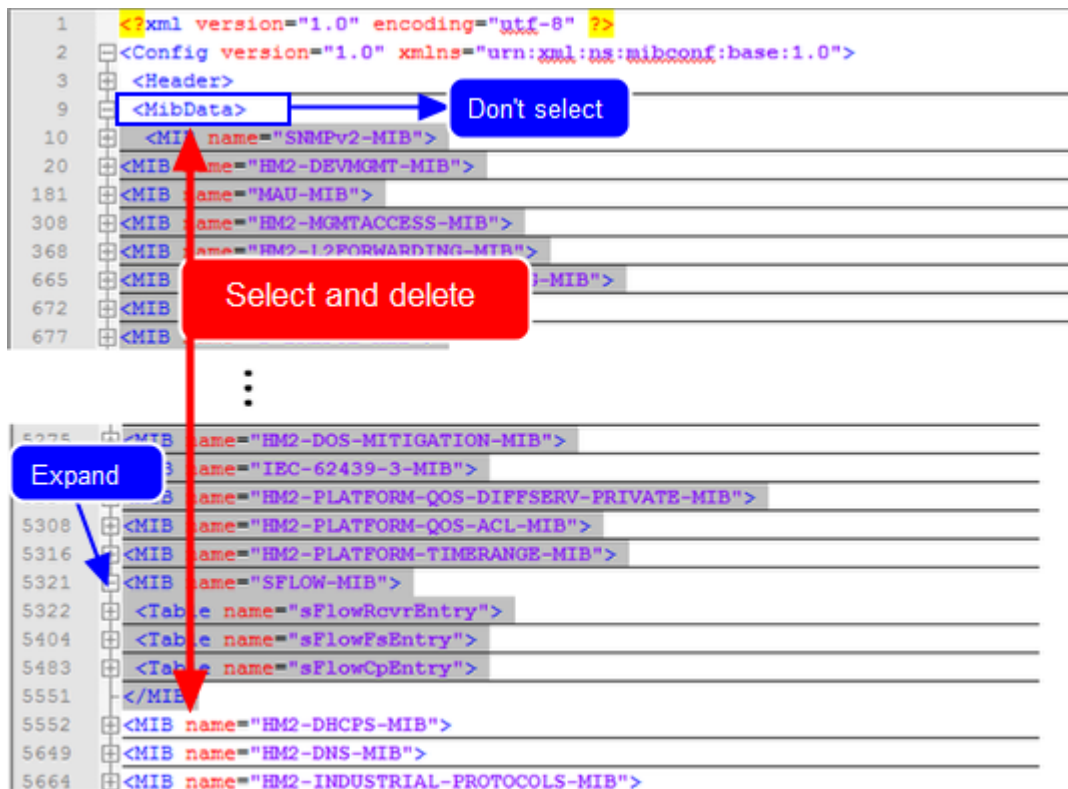 1 <?xml version="1.0" encoding="utf-8" ?>
2 <Config version="1.0" xmlns="urn:xml:ns:mibconf:base:1.0">
3 <Header>
9 <MibData>
Don't select
10 <MIB name="SNMPv2-MIB">
20 <MIB name="HM2-DEVMGMT-MIB">
181 <MIB name="MAU-MIB">
308 <MIB name="HM2-MGMTACCESS-MIB">
368 <MIB name="HM2-L2FORWARDING-MIB">
665 <MIB -MIB">
Select and delete
672 <MIB
677 <MIB
5275 <MIB name="HM2-DOS-MITIGATION-MIB">
Expand
name="IEC-62439-3-MIB">
name="HM2-PLATFORM-QOS-DIFFSERV-PRIVATE-MIB">
5308 <MIB name="HM2-PLATFORM-QOS-ACL-MIB">
5316 <MIB name="HM2-PLATFORM-TIMERANGE-MIB">
5321 <MIB name="SFLOW-MIB">
5322 <Table name="sFlowRcvrEntry">
5404 <Table name="sFlowFsEntry">
5483 <Table name="sFlowCpEntry">
5551 </MIB>
5552 <MIB name="HM2-DHCPS-MIB">
5649 <MIB name="HM2-DNS-MIB">
5664 <MIB name="HM2-INDUSTRIAL-PROTOCOLS-MIB">